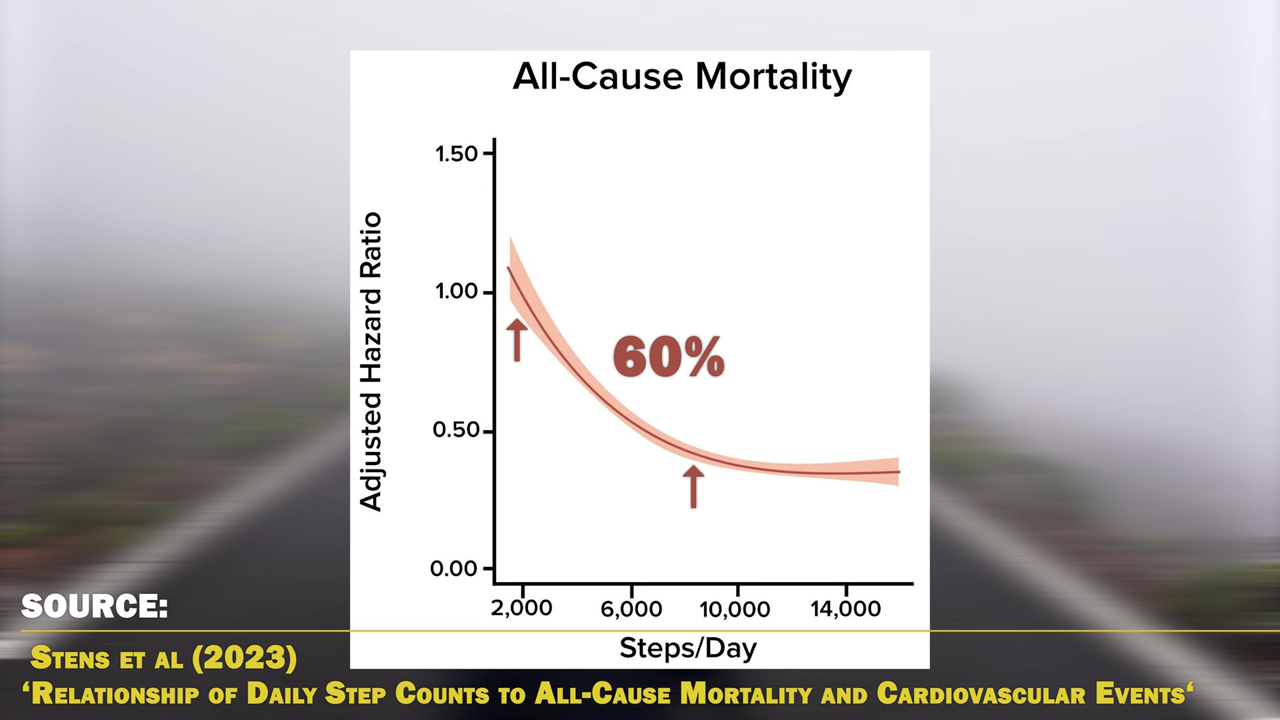 All-Cause Mortality
Adjusted Hazard Ratio
1.50
1.00
60%
0.50
0.00
2,000 6,000 10,000 14,000
Steps/Day
SOURCE:
STENS ET AL (2023)
‘RELATIONSHIP OF DAILY STEP COUNTS TO ALL-CAUSE MORTALITY AND CARDIOVASCULAR EVENTS‘